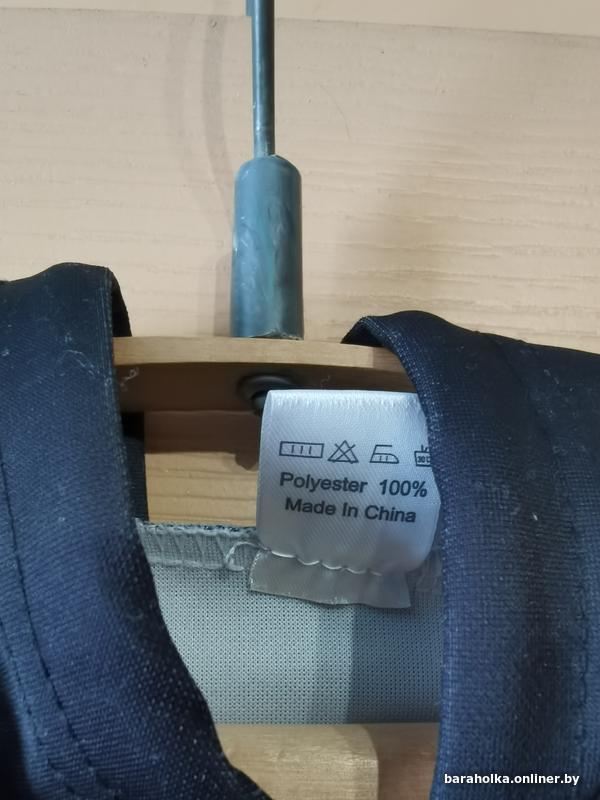 Polyester 100%
Made In China
baraholka.onliner.by